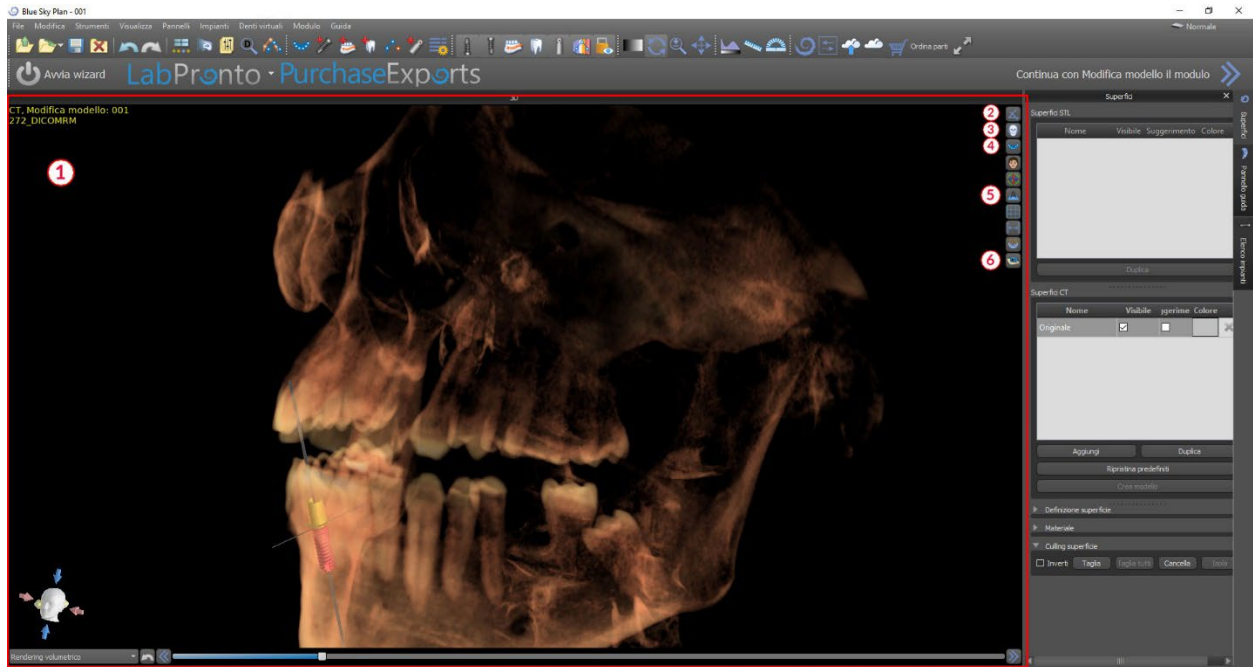 Blue Sky Plan - 001
File Modifica Strumenti Visualizza Pannelli Impianti Denti virtuali Modulo Guida
Normale
Ordina parti
Avvia wizard LabPronto PurchaseExports
Continua con Modifica modello il modulo
3D
Superfici
CT, Modifica modello: 001
272_DICOMRM
1
2
3
4
5
6
Superfici STL
Nome Visibile Suggerimento Colore
Duplica
Superfici CT
Nome Visibile ıgerime Colore
Originale
Aggiungi Duplica
Ripristina predefiniti
Crea modello
Definizione superficie
Materiale
Culling superficie
Inverti Taglia Taglia tutti Cancella Isola
Superfici
Pannello guida
Elenco impianti
Rendering volumetrico